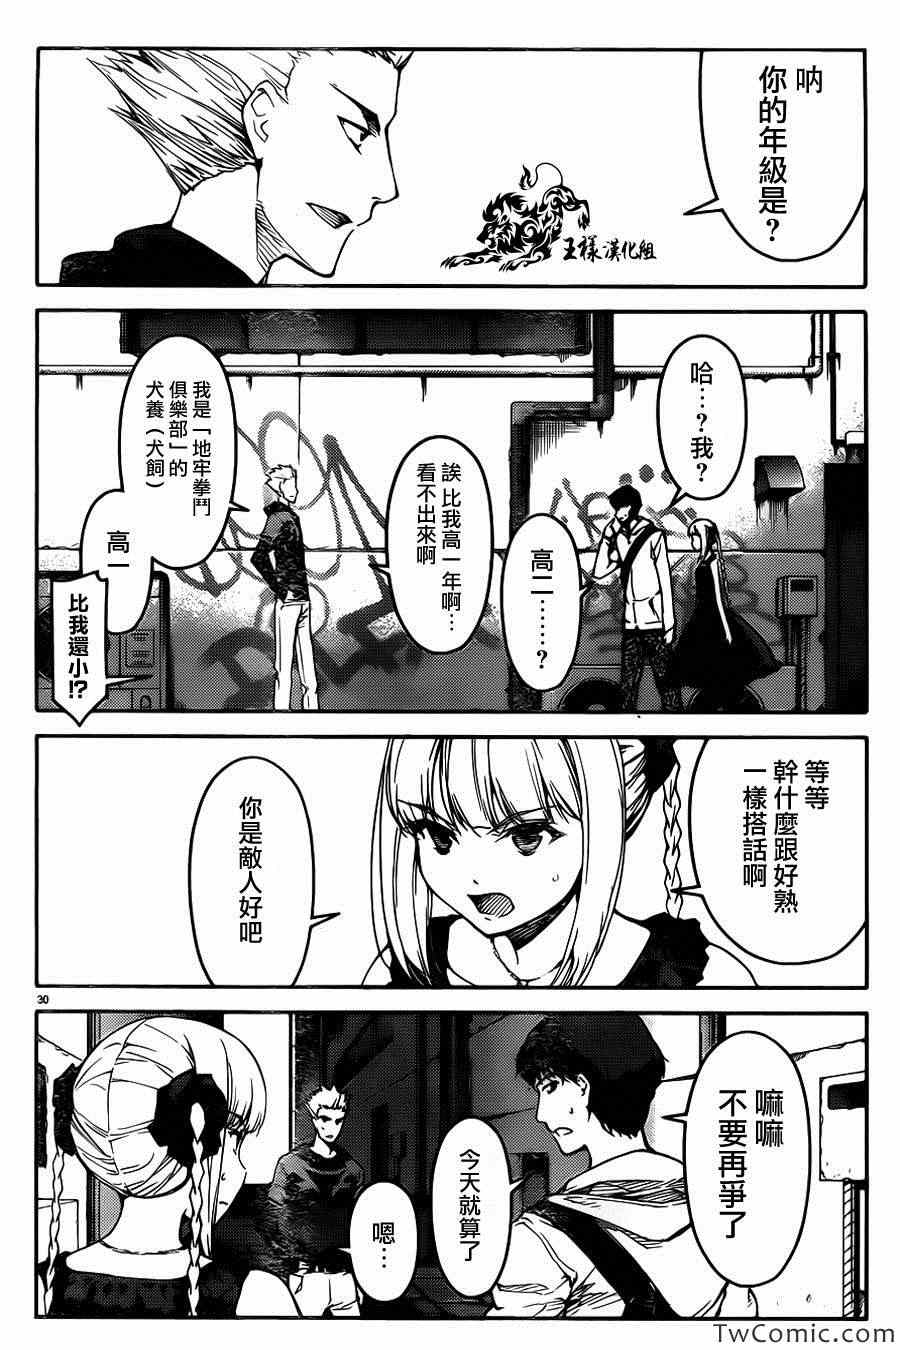 吶
你的年級是?
王樣漢化組
哈…?我?
高二……?
誒 比我高一年啊…
看不出來啊
我是「地牢拳鬥
俱樂部」的
犬養(犬飼)
高一
比我還小!?
等等
幹什麼跟好熟
一樣搭話啊
你是敵人好吧
30
嘛嘛
不要再爭了
今天就算了
嗯…
www.TwComic.com
TwComic.com